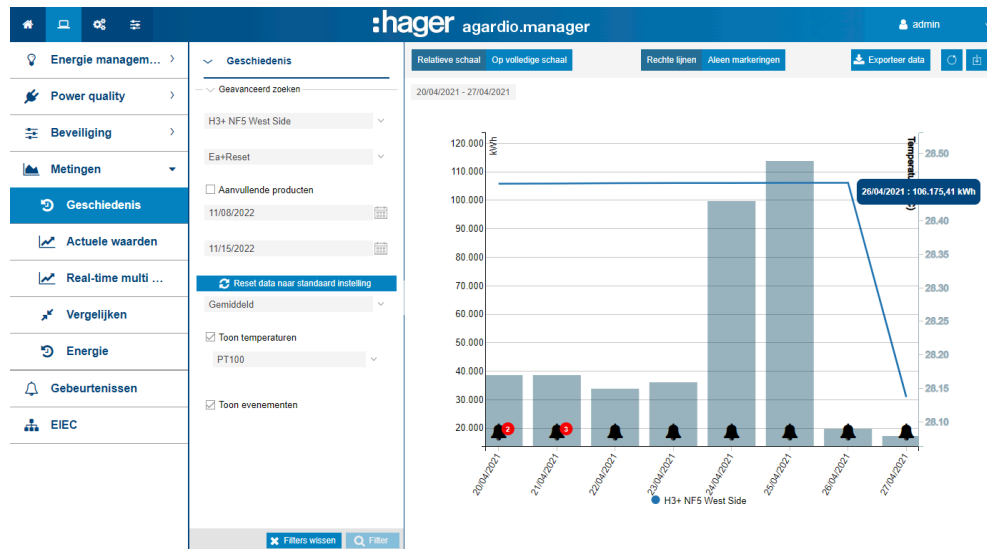 :hager agardio.manager
admin
Energie managem...
Power quality
Beveiliging
Metingen
Geschiedenis
Actuele waarden
Real-time multi ...
Vergelijken
Energie
Gebeurtenissen
EIEC
Geschiedenis
Geavanceerd zoeken
H3+ NF5 West Side
Ea+Reset
Aanvullende producten
11/08/2022
11/15/2022
Reset data naar standaard instelling
Gemiddeld
Toon temperaturen
PT100
Toon evenementen
Filters wissen
Filter
Relatieve schaal Op volledige schaal
Rechte lijnen Aleen markeringen
Exporteer data
20/04/2021 - 27/04/2021
kWh
120.000
110.000
100.000
90.000
80.000
70.000
60.000
50.000
40.000
30.000
20.000
28.50
28.40
28.35
28.30
28.25
28.20
28.15
28.10
26/04/2021 : 106.175,41 kWh
2
3
20/04/2021
21/04/2021
22/04/2021
23/04/2021
24/04/2021
25/04/2021
26/04/2021
27/04/2021
H3+ NF5 West Side